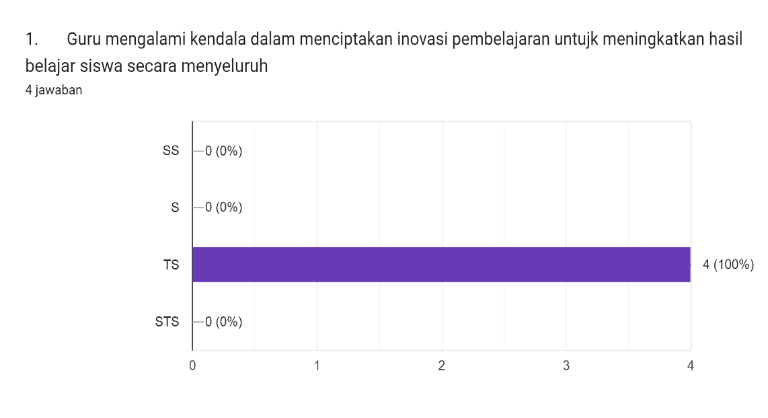 1. Guru mengalami kendala dalam menciptakan inovasi pembelajaran untujk meningkatkan hasil
belajar siswa secara menyeluruh
4 jawaban
SS 0 (0%)
S 0 (0%)
TS 4 (100%)
STS 0 (0%)
0 1 2 3 4